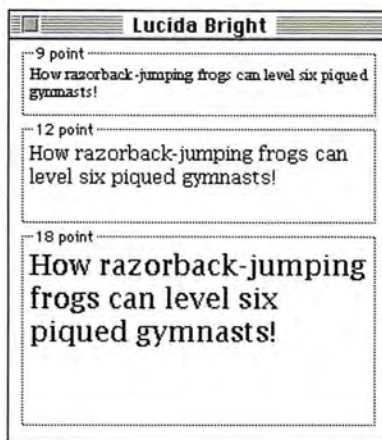 Lucida Bright
9 point
How razorback-jumping frogs can level six piqued
gymnasts!
12 point
How razorback-jumping frogs can
level six piqued gymnasts!
18 point
How razorback-jumping
frogs can level six
piqued gymnasts!